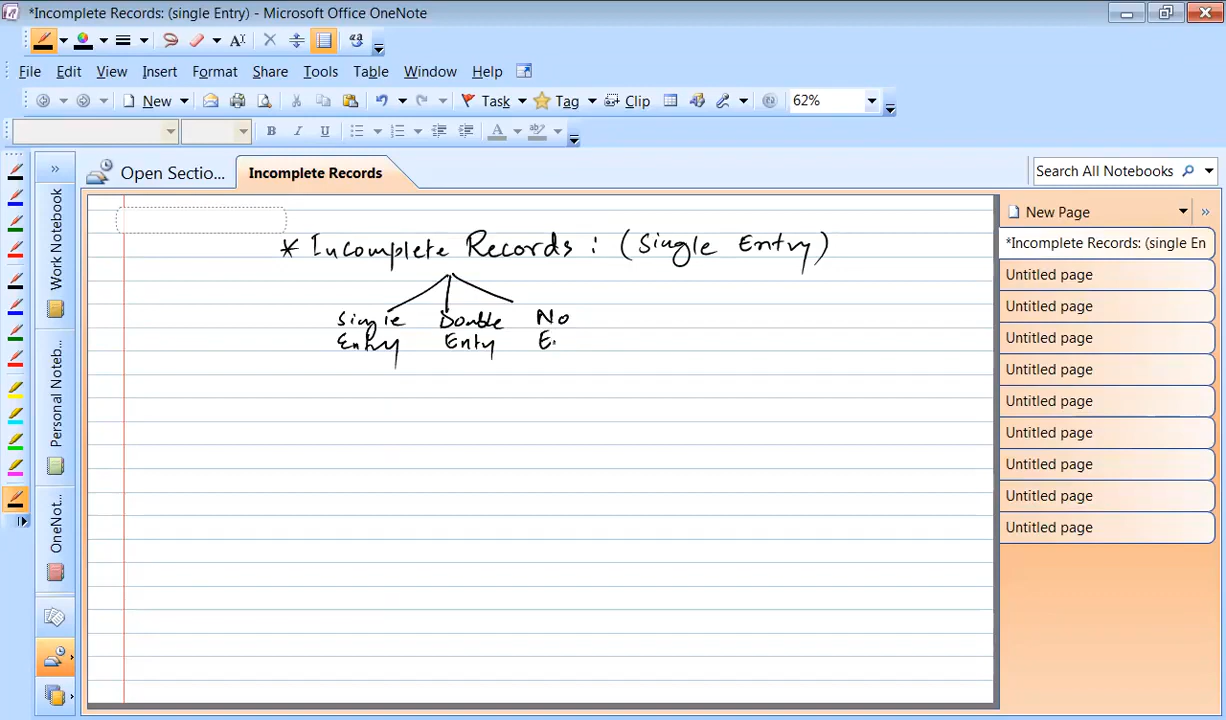 *Incomplete Records: (single Entry) - Microsoft Office OneNote
File Edit View Insert Format Share Tools Table Window Help
New Task Tag Clip 62%
Open Sectio... Incomplete Records
Search All Notebooks
New Page
*Incomplete Records: (single En
Untitled page
Untitled page
Untitled page
Untitled page
Untitled page
Untitled page
Untitled page
Untitled page
Untitled page
Work Notebook
Personal Noteb...
OneNot...
* Incomplete Records : (Single Entry)
Single Double No
Entry Entry E